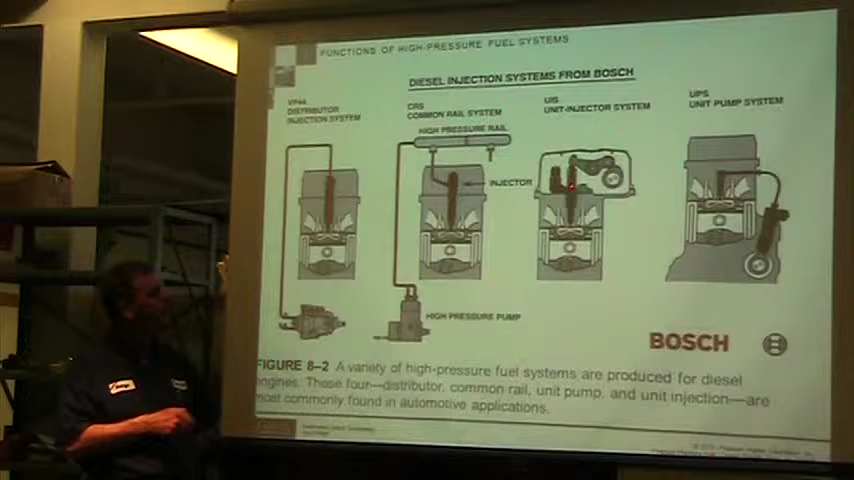 FUNCTIONS OF HIGH-PRESSURE FUEL SYSTEMS
DIESEL INJECTION SYSTEMS FROM BOSCH
VP44
DISTRIBUTOR
INJECTION SYSTEM
CRS
COMMON RAIL SYSTEM
UIS
UNIT-INJECTOR SYSTEM
UPS
UNIT PUMP SYSTEM
HIGH PRESSURE RAIL
INJECTOR
HIGH PRESSURE PUMP
BOSCH
FIGURE 8–2 A variety of high-pressure fuel systems are produced for diesel
engines. These four—distributor, common rail, unit pump, and unit injection—are
most commonly found in automotive applications.